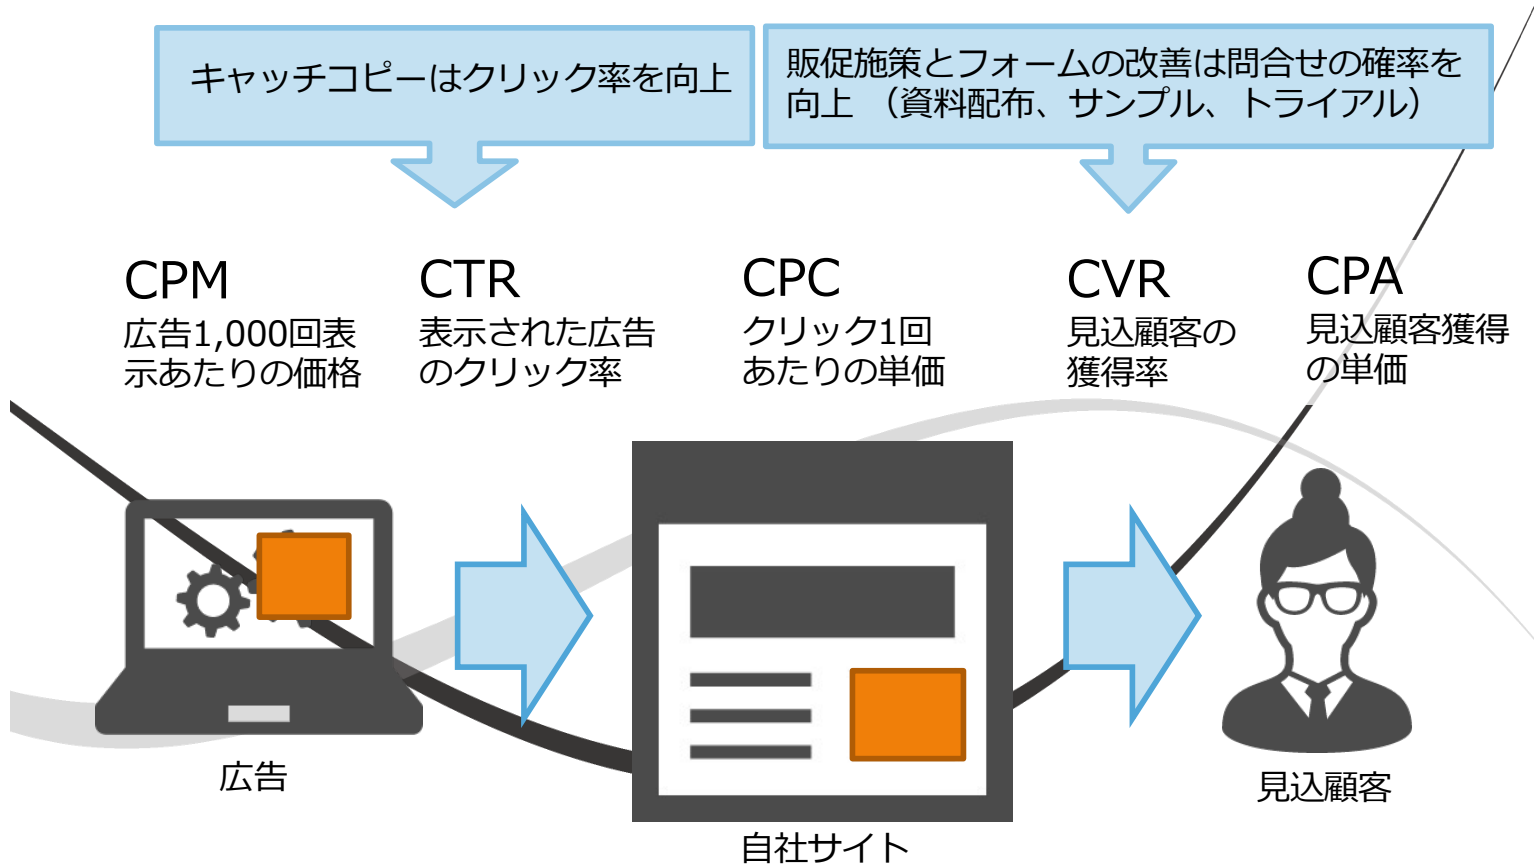 キャッチコピーはクリック率を向上
販促施策とフォームの改善は問合せの確率を
向上 （資料配布、サンプル、トライアル）
CPM
広告1,000回表
示あたりの価格
CTR
表示された広告
のクリック率
CPC
クリック1回
あたりの単価
CVR
見込顧客の
獲得率
CPA
見込顧客獲得
の単価
広告
自社サイト
見込顧客